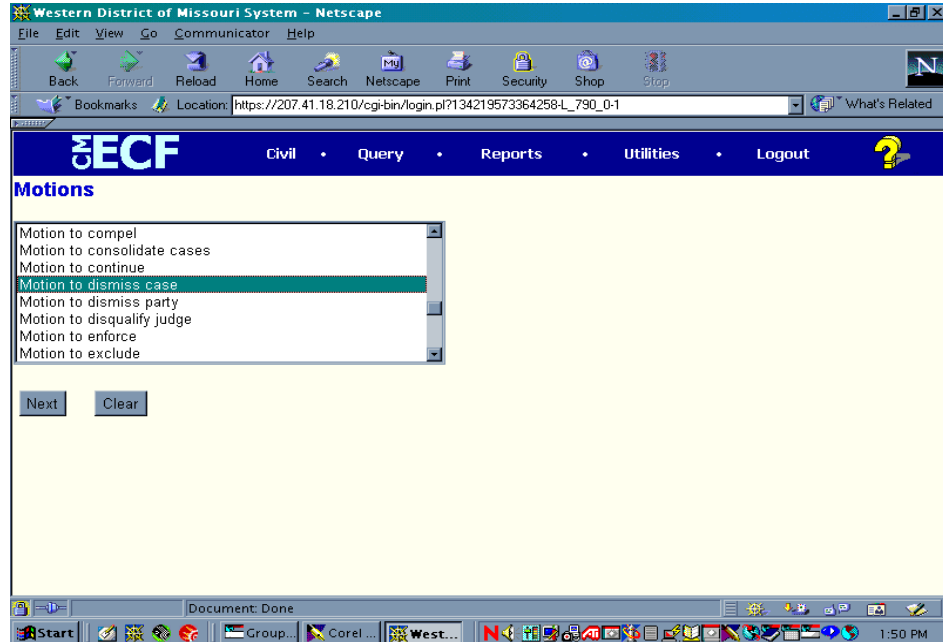 Western District of Missouri System - Netscape
File Edit View Go Communicator Help
Back Forward Reload Home Search Netscape Print Security Shop Stop
My
N
Bookmarks Location: https://207.41.18.210/cgi-bin/login.pl?134219573364258-L_790_0-1 What's Related
CM ECF Civil • Query • Reports • Utilities • Logout ?
Motions
Motion to compel
Motion to consolidate cases
Motion to continue
Motion to dismiss case
Motion to dismiss party
Motion to disqualify judge
Motion to enforce
Motion to exclude
Next Clear
Document: Done
Start Group... Corel ... West... 1:50 PM